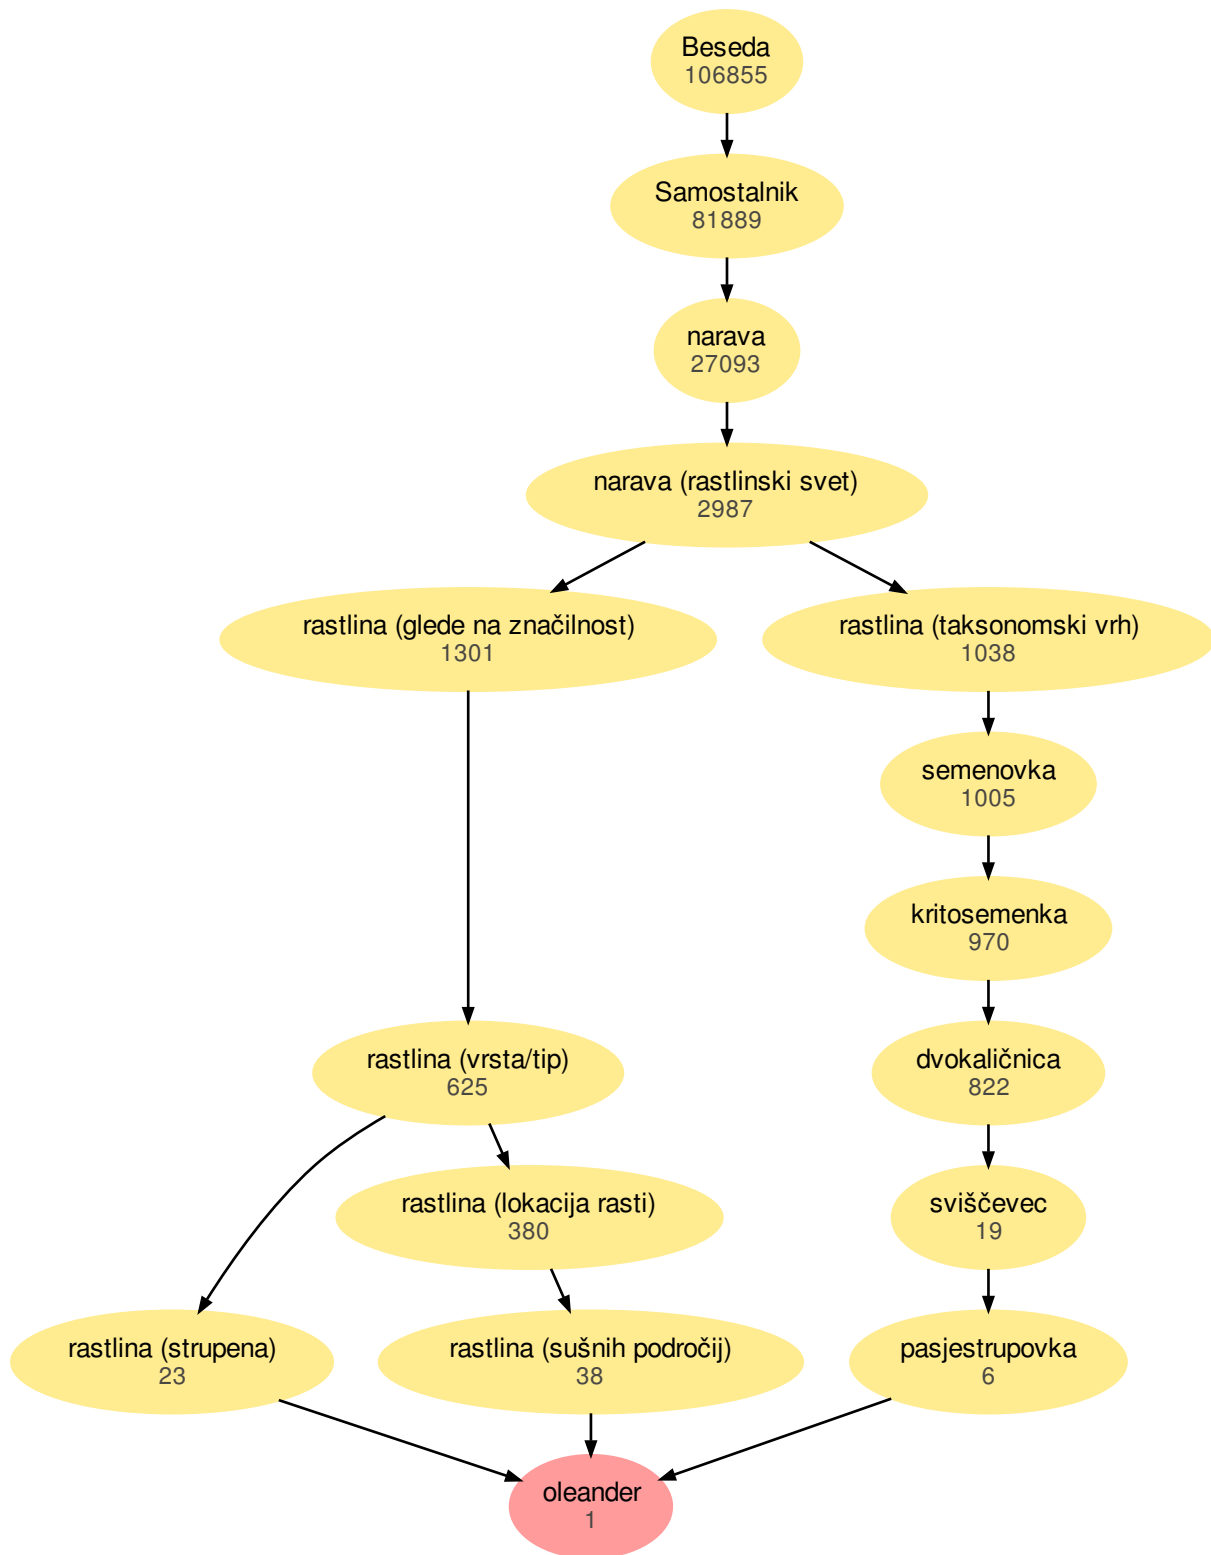 Beseda
106855
Samostalnik
81889
narava
27093
narava (rastlinski svet)
2987
rastlina (glede na značilnost)
1301
rastlina (taksonomski vrh)
1038
semenovka
1005
kritosemenka
970
rastlina (vrsta/tip)
625
dvokaličnica
822
rastlina (lokacija rasti)
380
sviščevec
19
rastlina (strupena)
23
rastlina (sušnih področij)
38
pasjestrupovka
6
oleander
1